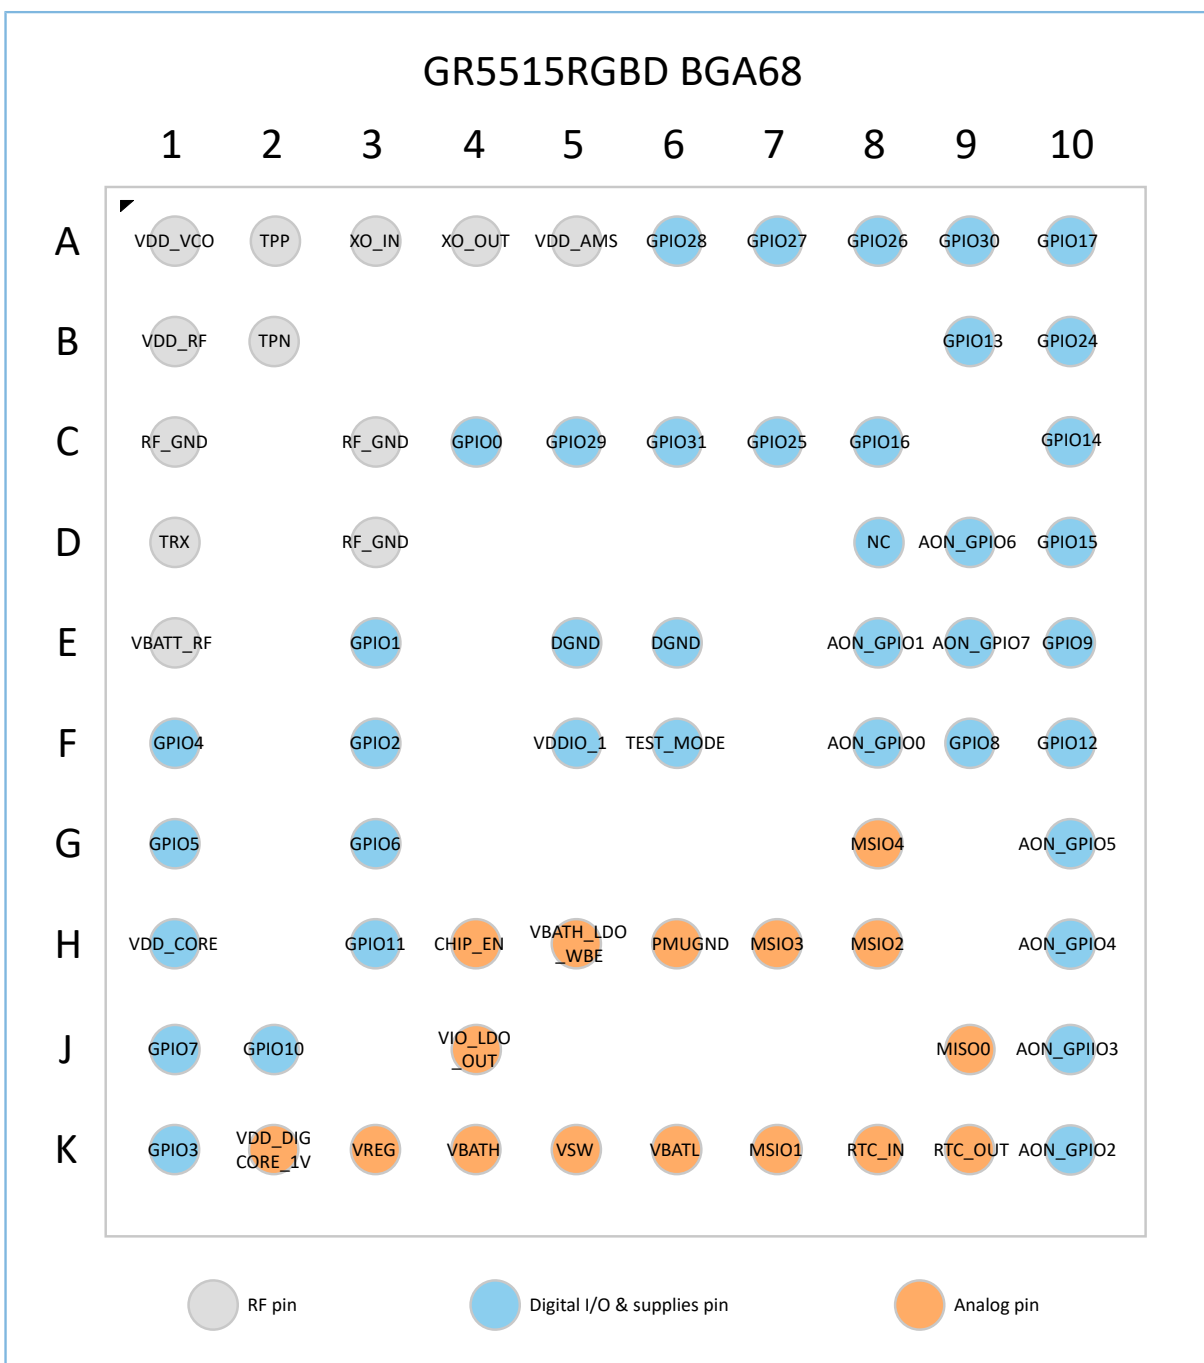 GR5515RGBD BGA68
1 2 3 4 5 6 7 8 9 10
A VDD_VCO TPP XO_IN XO_OUT VDD_AMS GPIO28 GPIO27 GPIO26 GPIO30 GPIO17
B VDD_RF TPN GPIO13 GPIO24
C RF_GND RF_GND GPIO0 GPIO29 GPIO31 GPIO25 GPIO16 GPIO14
D TRX RF_GND NC AON_GPIO6 GPIO15
E VBATT_RF GPIO1 DGND DGND AON_GPIO1 AON_GPIO7 GPIO9
F GPIO4 GPIO2 VDDIO_1 TEST_MODE AON_GPIO0 GPIO8 GPIO12
G GPIO5 GPIO6 MSIO4 AON_GPIO5
H VDD_CORE GPIO11 CHIP_EN VBATH_LDO
_WBE PMUGND MSIO3 MSIO2 AON_GPIO4
J GPIO7 GPIO10 VIO_LDO
_OUT MISO0 AON_GPIIO3
K GPIO3 VDD_DIG
CORE_1V VREG VBATH VSW VBATL MSIO1 RTC_IN RTC_OUT AON_GPIO2
RF pin Digital I/O & supplies pin Analog pin